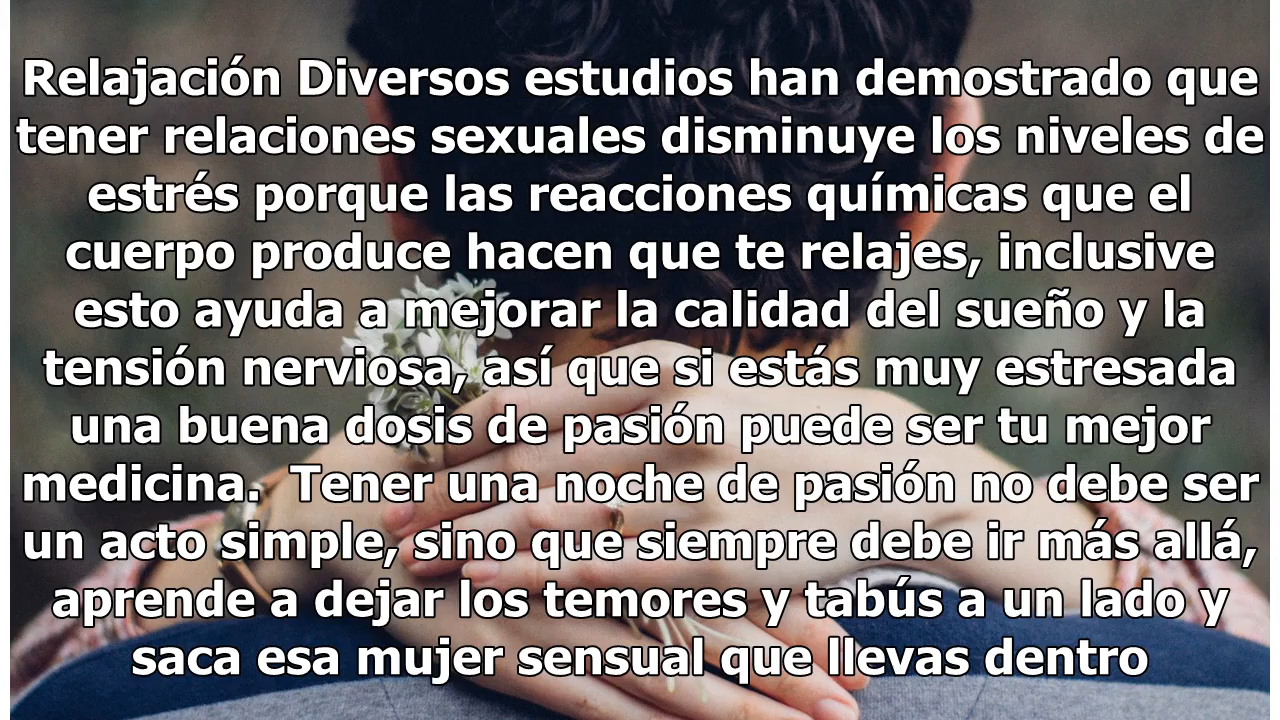 Relajación Diversos estudios han demostrado que
tener relaciones sexuales disminuye los niveles de
estrés porque las reacciones químicas que el
cuerpo produce hacen que te relajes, inclusive
esto ayuda a mejorar la calidad del sueño y la
tensión nerviosa, así que si estás muy estresada
una buena dosis de pasión puede ser tu mejor
medicina.  Tener una noche de pasión no debe ser
un acto simple, sino que siempre debe ir más allá,
aprende a dejar los temores y tabús a un lado y
saca esa mujer sensual que llevas dentro